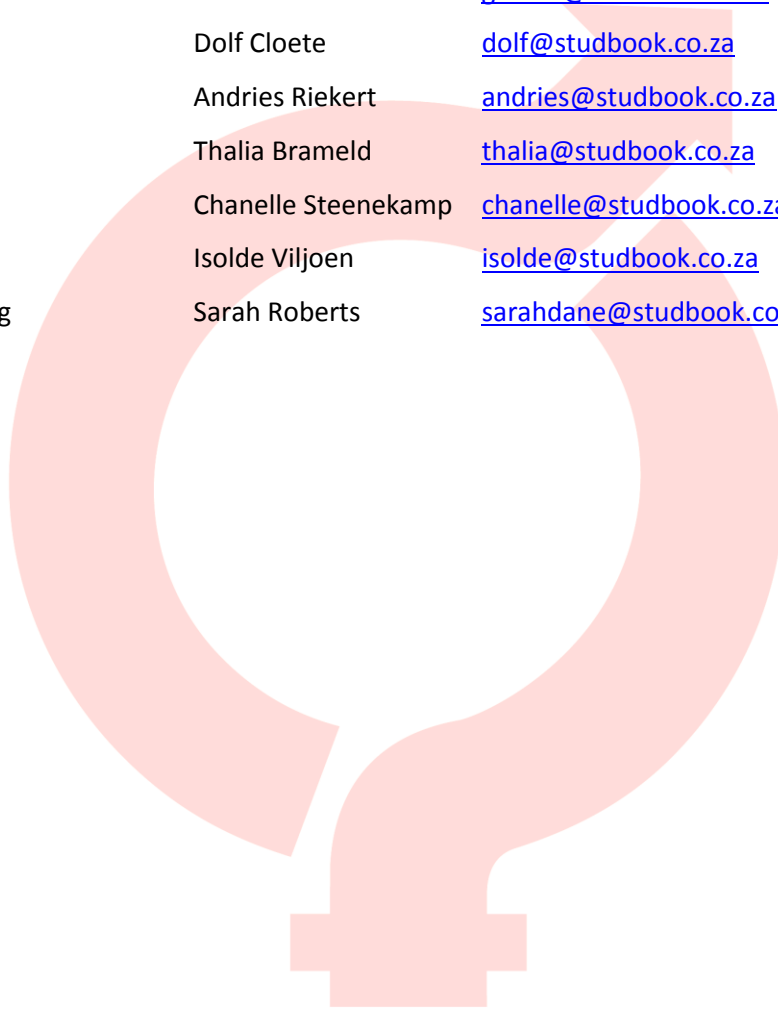 Dolf Cloete dolf@studbook.co.za
Andries Riekert andries@studbook.co.za
Thalia Brameld thalia@studbook.co.za
Chanelle Steenekamp chanelle@studbook.co.za
Isolde Viljoen isolde@studbook.co.za
g Sarah Roberts sarahdane@studbook.co